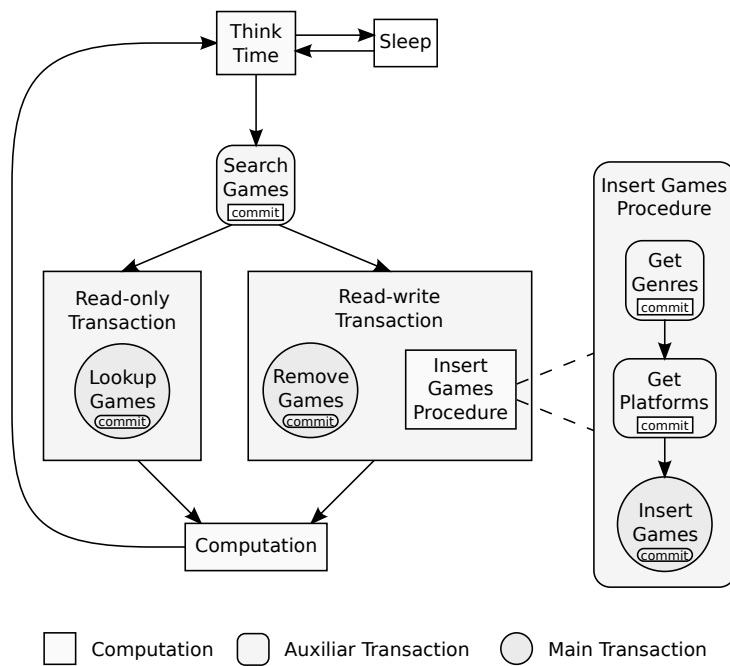 Think
Time
Sleep
Search
Games
commit
Read-only
Transaction
Lookup
Games
commit
Read-write
Transaction
Remove
Games
commit
Insert
Games
Procedure
Computation
Insert Games
Procedure
Get
Genres
commit
Get
Platforms
commit
Insert
Games
commit
Computation
Auxiliar Transaction
Main Transaction